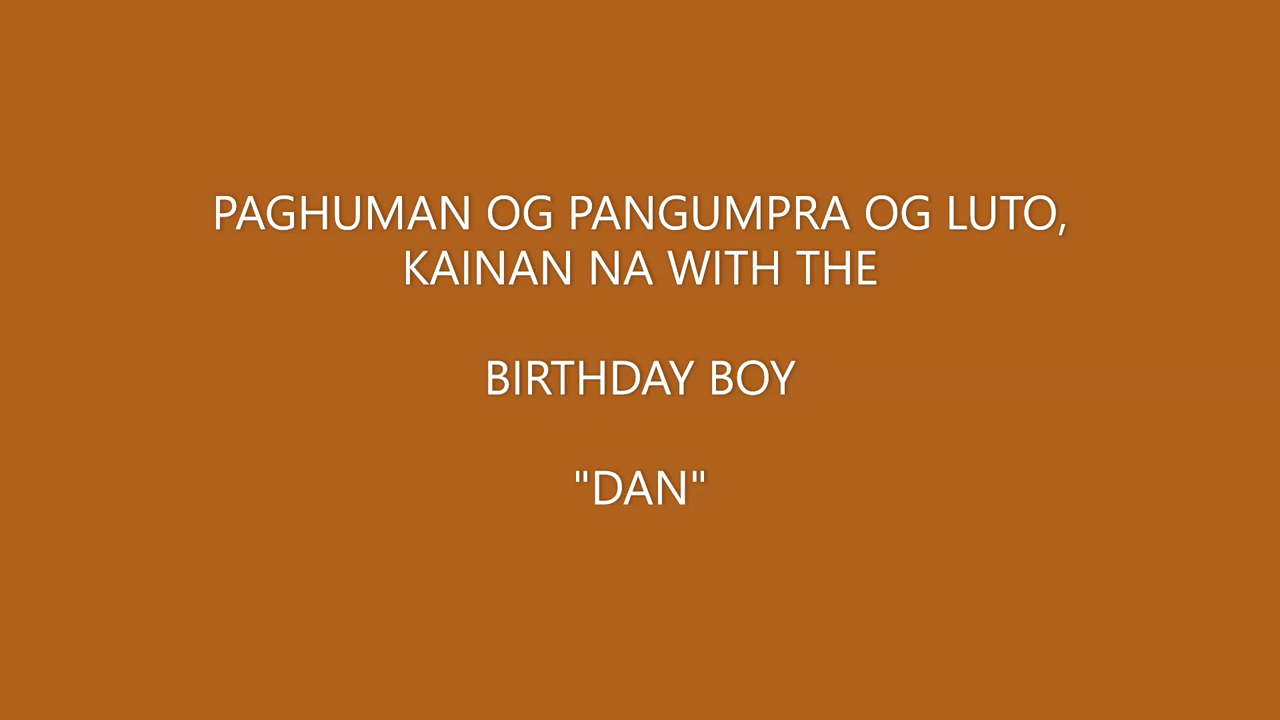 PAGHUMAN OG PANGUMPRA OG LUTO,
KAINAN NA WITH THE
BIRTHDAY BOY
"DAN"